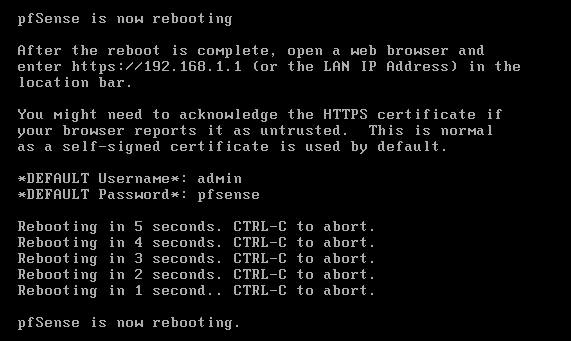 pfSense is now rebooting
After the reboot is complete, open a web browser and
enter https://192.168.1.1 (or the LAN IP Address) in the
location bar.
You might need to acknowledge the HTTPS certificate if
your browser reports it as untrusted.  This is normal
as a self-signed certificate is used by default.
*DEFAULT Username*: admin
*DEFAULT Password*: pfsense
Rebooting in 5 seconds. CTRL-C to abort.
Rebooting in 4 seconds. CTRL-C to abort.
Rebooting in 3 seconds. CTRL-C to abort.
Rebooting in 2 seconds. CTRL-C to abort.
Rebooting in 1 second.. CTRL-C to abort.
pfSense is now rebooting.